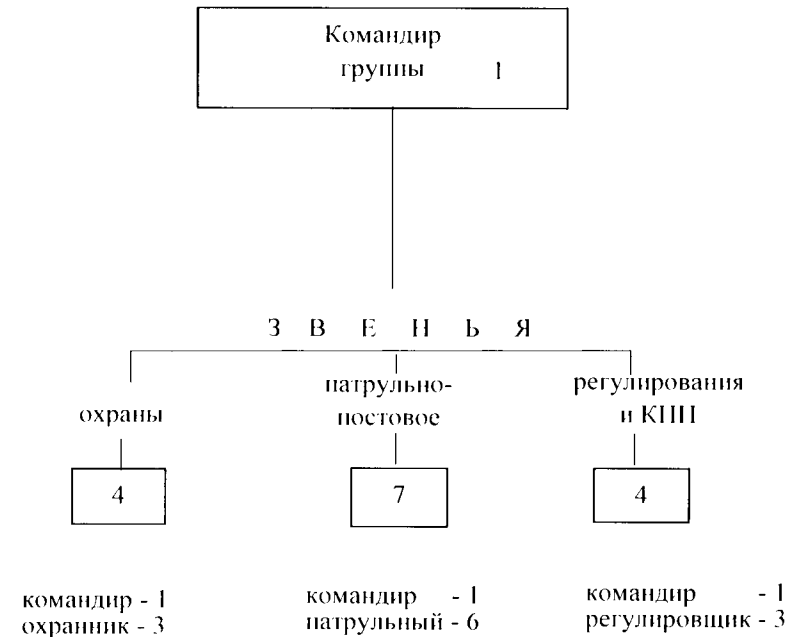 Командир
группы 1
З В Е Н Ь Я
охраны
патрульно-
постовое
регулирования
и КПП
4
7
4
командир - 1
охранник - 3
командир - 1
патрульный - 6
командир - 1
регулировщик - 3